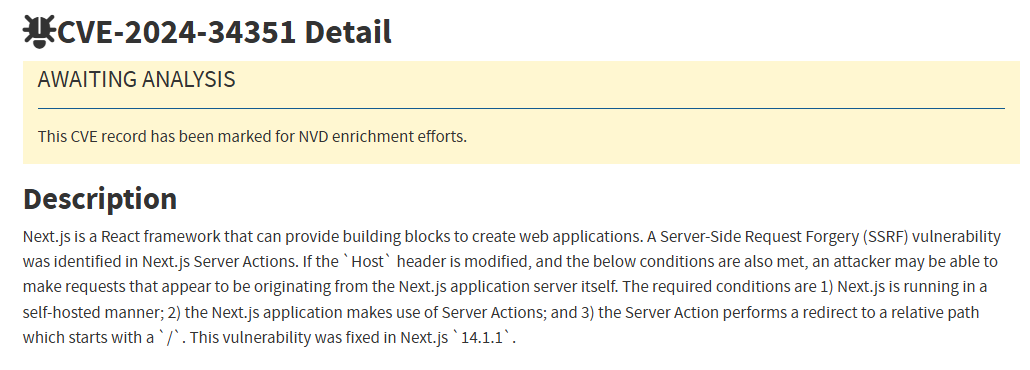 CVE-2024-34351 Detail
AWAITING ANALYSIS
This CVE record has been marked for NVD enrichment efforts.
Description
Next.js is a React framework that can provide building blocks to create web applications. A Server-Side Request Forgery (SSRF) vulnerability
was identified in Next.js Server Actions. If the `Host` header is modified, and the below conditions are also met, an attacker may be able to
make requests that appear to be originating from the Next.js application server itself. The required conditions are 1) Next.js is running in a
self-hosted manner; 2) the Next.js application makes use of Server Actions; and 3) the Server Action performs a redirect to a relative path
which starts with a `/`. This vulnerability was fixed in Next.js `14.1.1`.